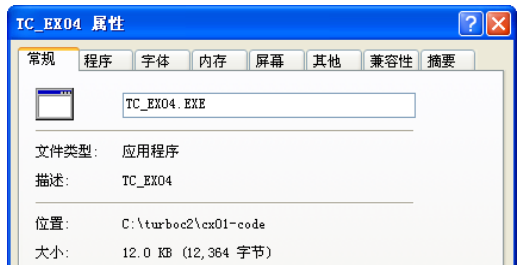 TC_EX04 属性
常规 程序 字体 内存 屏幕 其他 兼容性 摘要
TC_EX04.EXE
文件类型: 应用程序
描述: TC_EX04
位置: C:\turboc2\cx01-code
大小: 12.0 KB (12,364 字节)